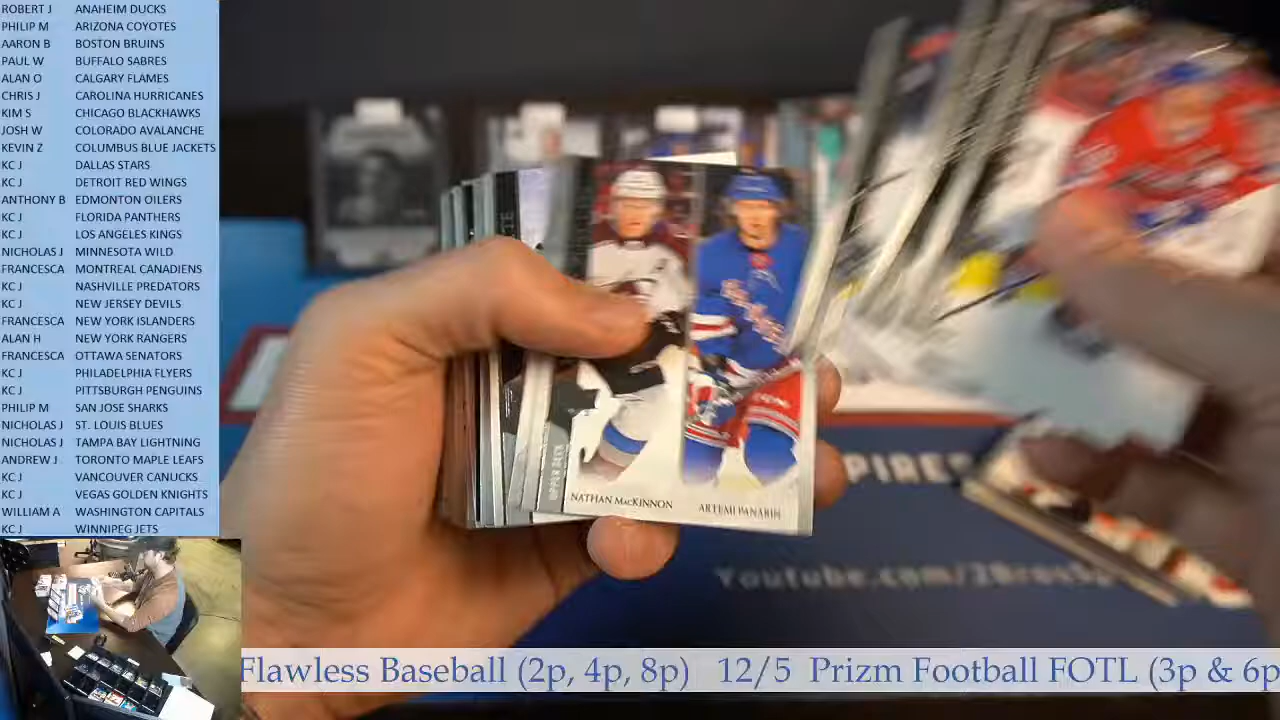 ROBERT J ANAHEIM DUCKS
PHILIP M ARIZONA COYOTES
AARON B BOSTON BRUINS
PAUL W BUFFALO SABRES
ALAN O CALGARY FLAMES
CHRIS J CAROLINA HURRICANES
KIM S CHICAGO BLACKHAWKS
JOSH W COLORADO AVALANCHE
KEVIN Z COLUMBUS BLUE JACKETS
KC J DALLAS STARS
KC J DETROIT RED WINGS
ANTHONY B EDMONTON OILERS
KC J FLORIDA PANTHERS
KC J LOS ANGELES KINGS
NICHOLAS J MINNESOTA WILD
FRANCESCA MONTREAL CANADIENS
KC J NASHVILLE PREDATORS
KC J NEW JERSEY DEVILS
FRANCESCA NEW YORK ISLANDERS
ALAN H NEW YORK RANGERS
FRANCESCA OTTAWA SENATORS
KC J PHILADELPHIA FLYERS
KC J PITTSBURGH PENGUINS
PHILIP M SAN JOSE SHARKS
NICHOLAS J ST. LOUIS BLUES
NICHOLAS J TAMPA BAY LIGHTNING
ANDREW J TORONTO MAPLE LEAFS
KC J VANCOUVER CANUCKS
KC J VEGAS GOLDEN KNIGHTS
WILLIAM A WASHINGTON CAPITALS
KC J WINNIPEG JETS
UPPER DECK
NATHAN MACKINNON ARTEMI PANARIN
Flawless Baseball (2p, 4p, 8p) 12/5 Prizm Football FOTL (3p & 6p